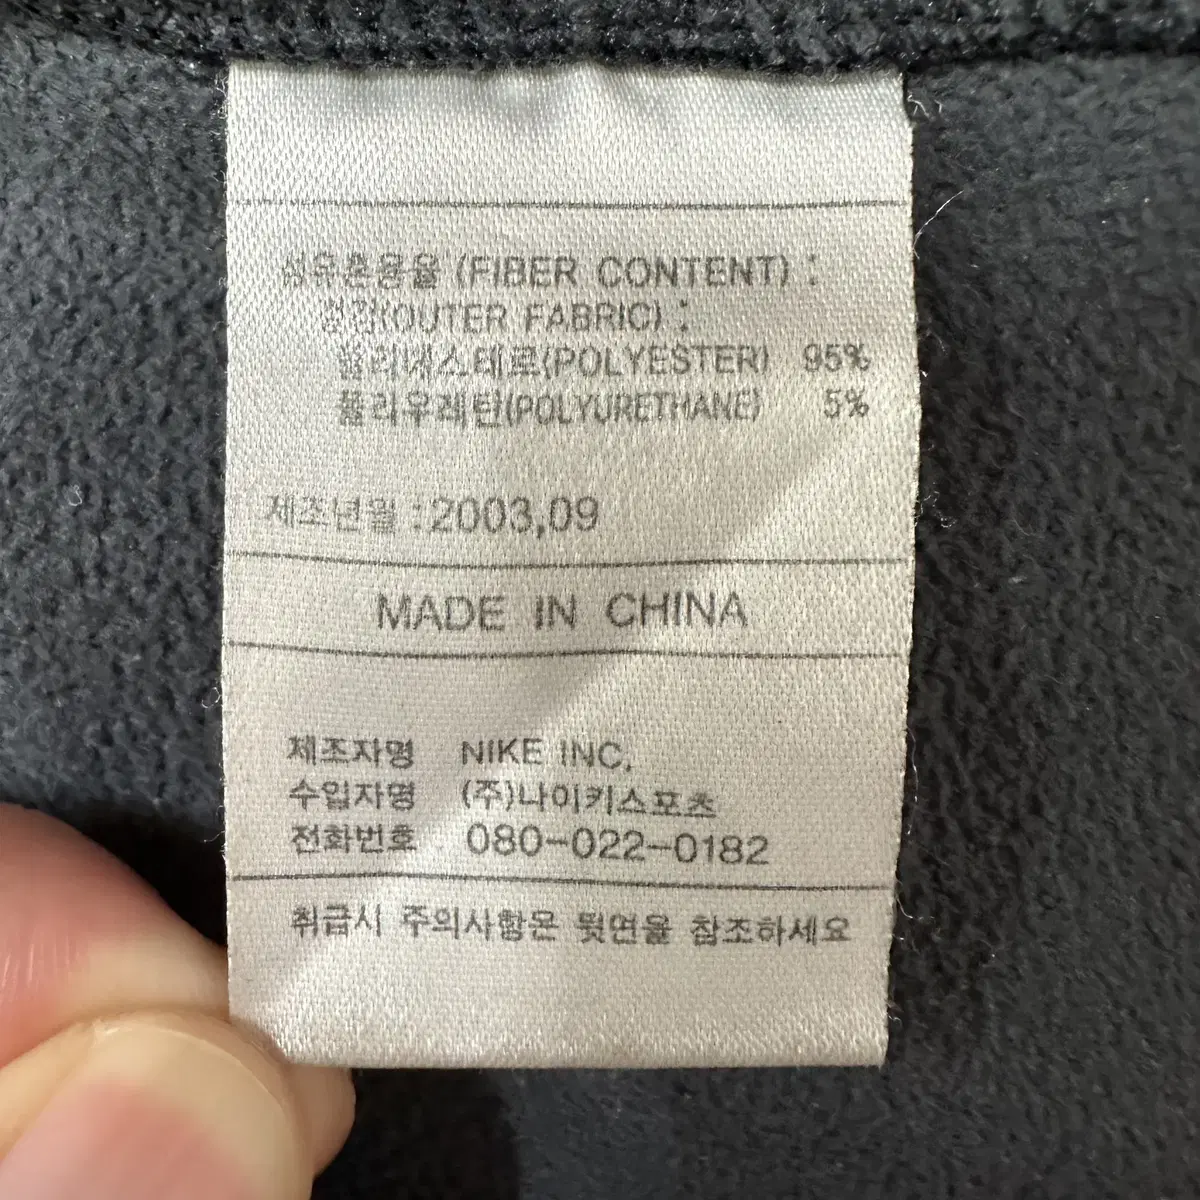 섬유혼용율 (FIBER CONTENT) :
겉감(OUTER FABRIC) :
폴리에스테르(POLYESTER) 95%
폴리우레탄(POLYURETHANE) 5%
제조년월 : 2003,09
MADE IN CHINA
제조자명 NIKE INC,
수입자명 (주)나이키스포츠
전화번호 080-022-0182
취급시 주의사항은 뒷면을 참조하세요